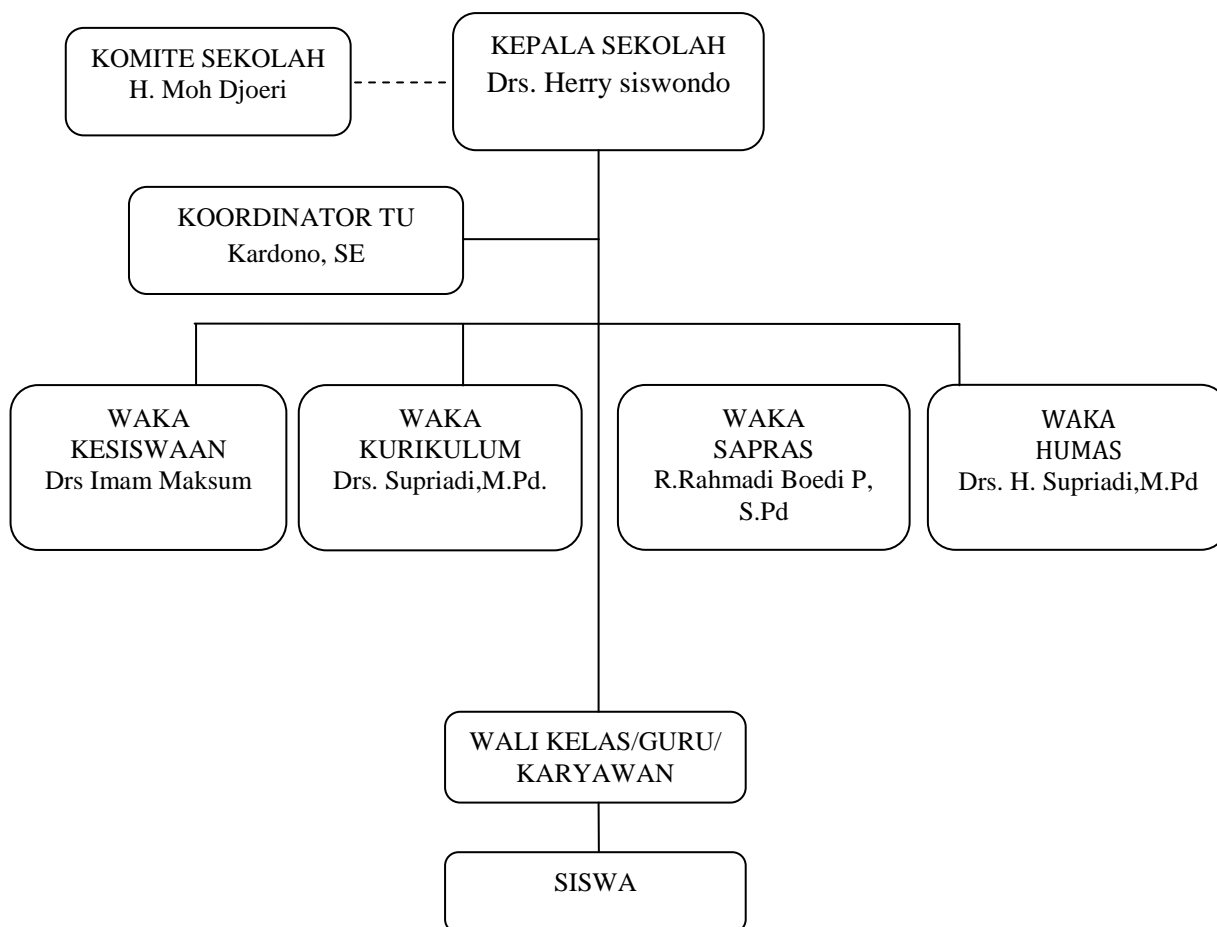 KOMITE SEKOLAH
H. Moh Djoeri
KEPALA SEKOLAH
Drs. Herry siswondo
KOORDINATOR TU
Kardono, SE
WAKA
KESISWAAN
Drs Imam Maksum
WAKA
KURIKULUM
Drs. Supriadi,M.Pd.
WAKA
SAPRAS
R.Rahmadi Boedi P,
S.Pd
WAKA
HUMAS
Drs. H. Supriadi,M.Pd
WALI KELAS/GURU/
KARYAWAN
SISWA